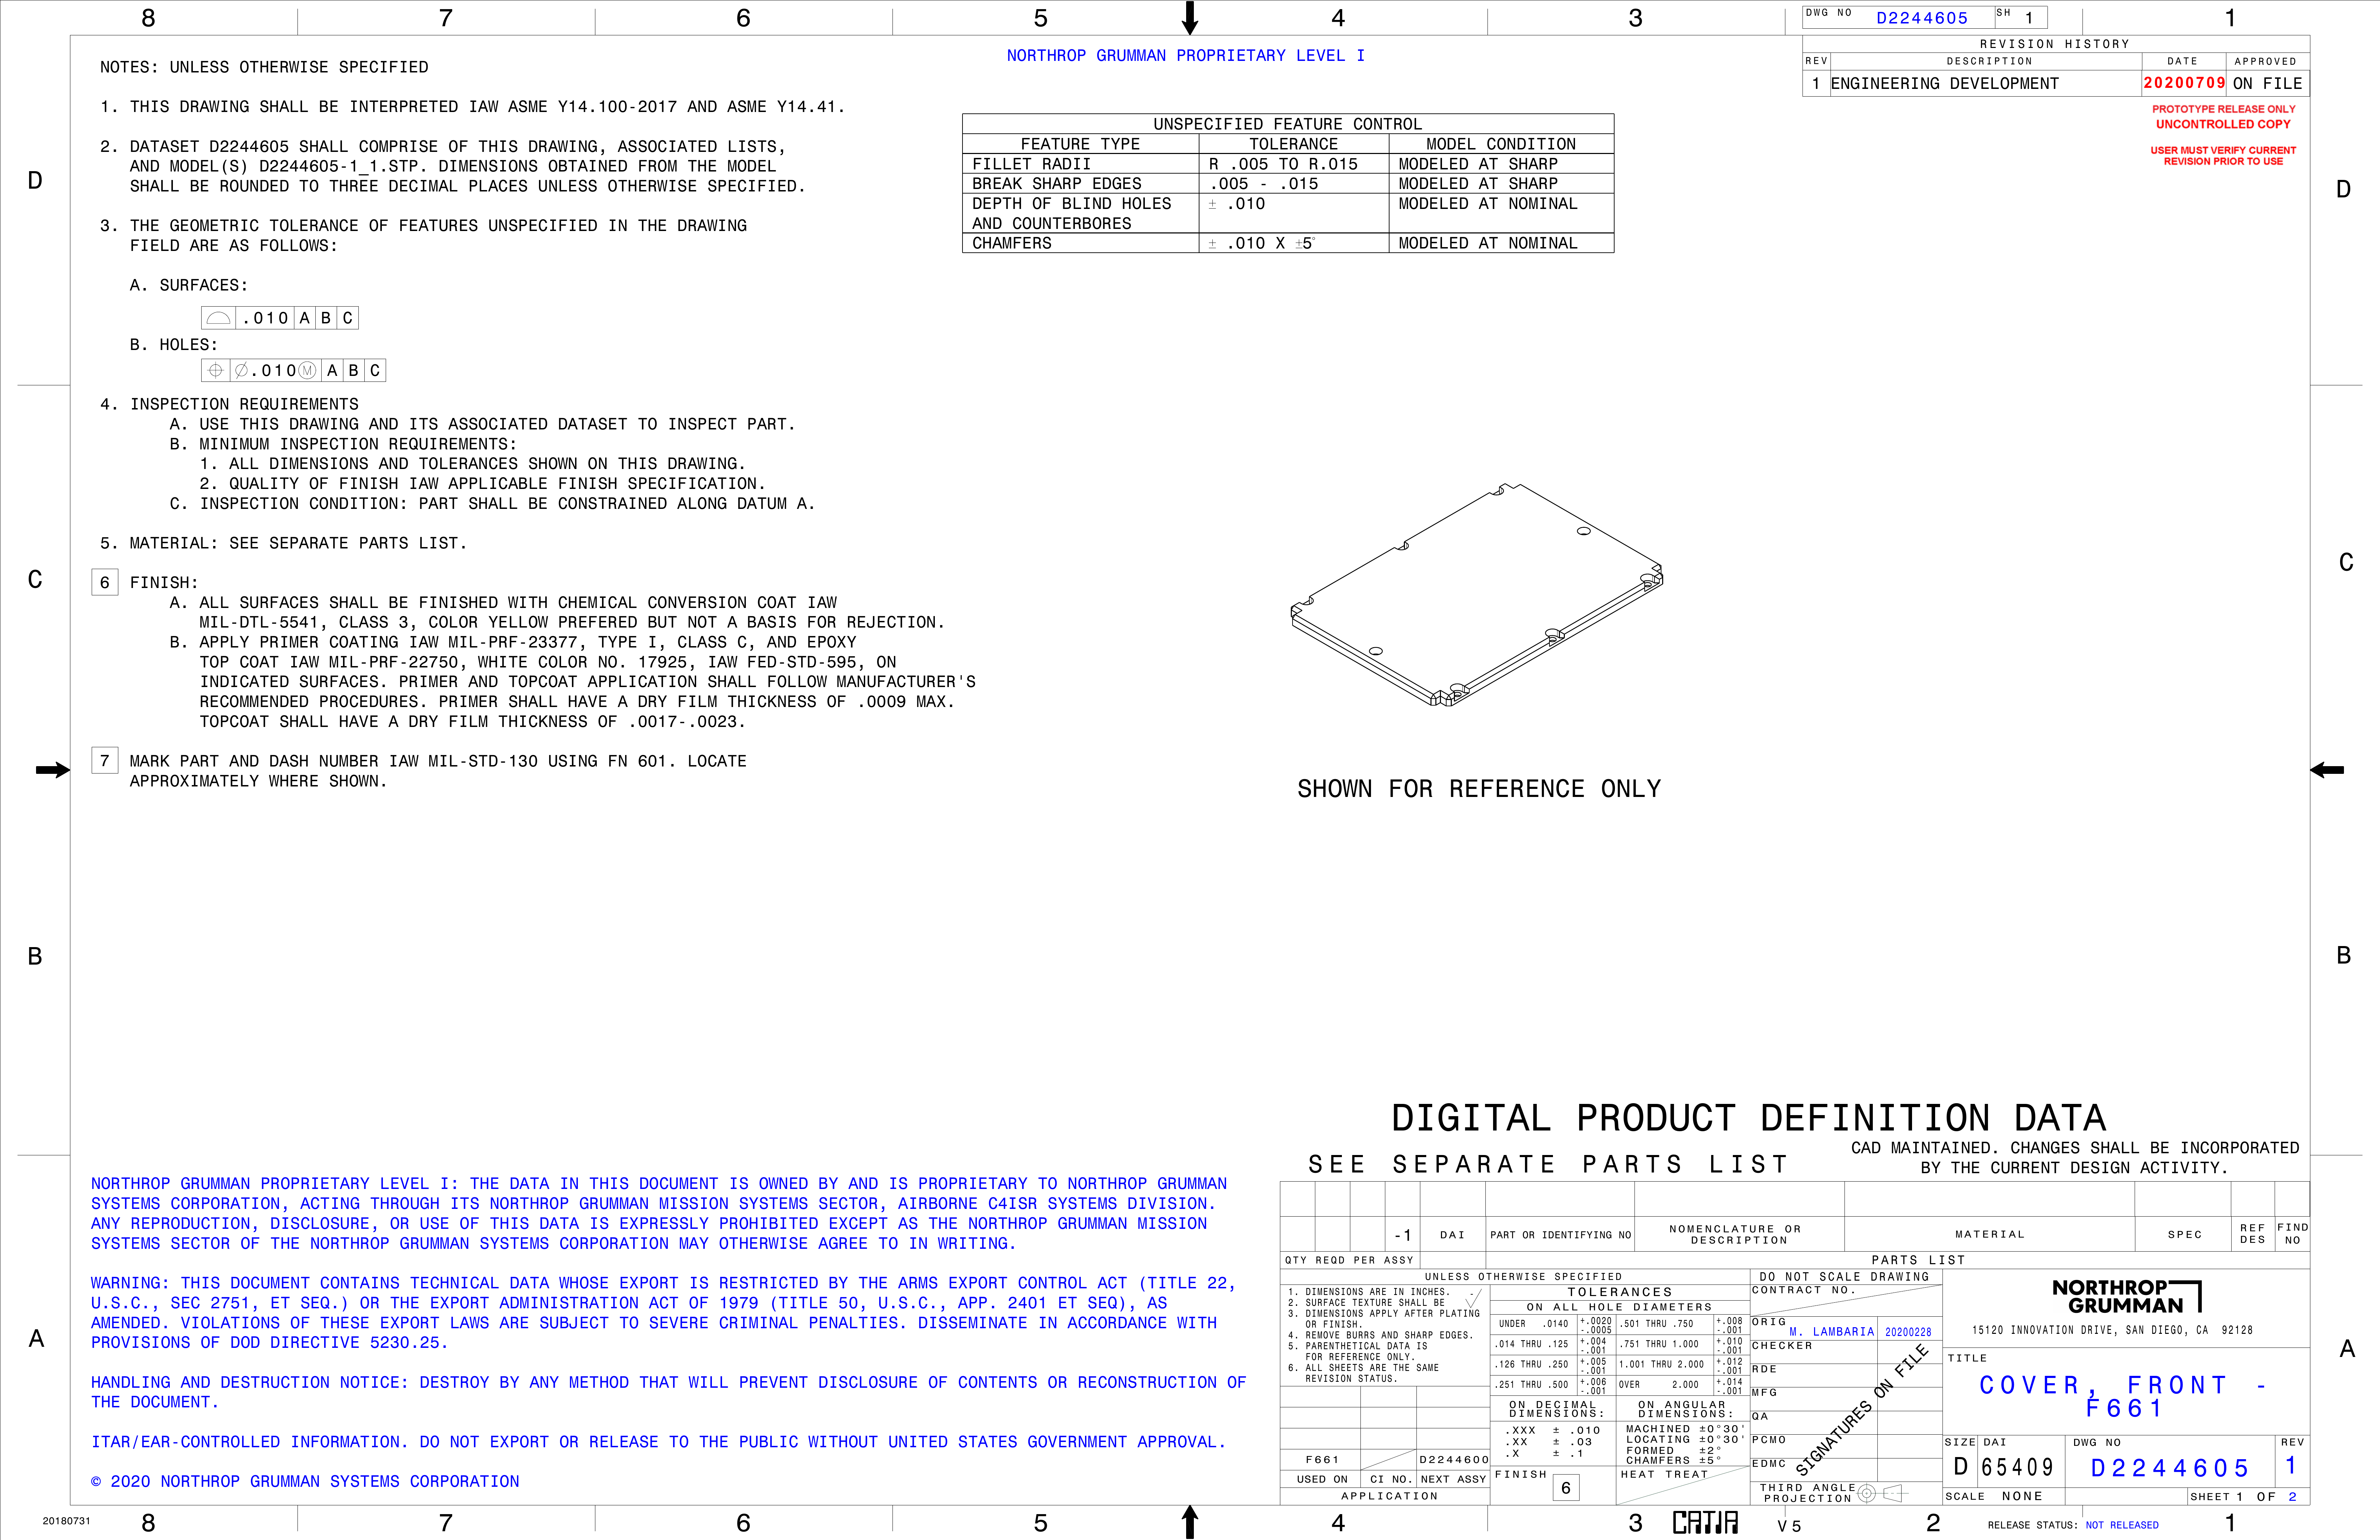 8 7 6 5 4 3 1
DWG NO D2244605 SH 1
NORTHROP GRUMMAN PROPRIETARY LEVEL I
REVISION HISTORY
REV DESCRIPTION DATE APPROVED
1 ENGINEERING DEVELOPMENT 20200709 ON FILE
PROTOTYPE RELEASE ONLY
UNCONTROLLED COPY
USER MUST VERIFY CURRENT
REVISION PRIOR TO USE
NOTES: UNLESS OTHERWISE SPECIFIED
1. THIS DRAWING SHALL BE INTERPRETED IAW ASME Y14.100-2017 AND ASME Y14.41.
2. DATASET D2244605 SHALL COMPRISE OF THIS DRAWING, ASSOCIATED LISTS,
AND MODEL(S) D2244605-1_1.STP. DIMENSIONS OBTAINED FROM THE MODEL
SHALL BE ROUNDED TO THREE DECIMAL PLACES UNLESS OTHERWISE SPECIFIED.
3. THE GEOMETRIC TOLERANCE OF FEATURES UNSPECIFIED IN THE DRAWING
FIELD ARE AS FOLLOWS:
A. SURFACES:
⌓ .010 A B C
B. HOLES:
⌖ ⌀.010Ⓜ A B C
4. INSPECTION REQUIREMENTS
A. USE THIS DRAWING AND ITS ASSOCIATED DATASET TO INSPECT PART.
B. MINIMUM INSPECTION REQUIREMENTS:
1. ALL DIMENSIONS AND TOLERANCES SHOWN ON THIS DRAWING.
2. QUALITY OF FINISH IAW APPLICABLE FINISH SPECIFICATION.
C. INSPECTION CONDITION: PART SHALL BE CONSTRAINED ALONG DATUM A.
5. MATERIAL: SEE SEPARATE PARTS LIST.
6 FINISH:
A. ALL SURFACES SHALL BE FINISHED WITH CHEMICAL CONVERSION COAT IAW
MIL-DTL-5541, CLASS 3, COLOR YELLOW PREFERED BUT NOT A BASIS FOR REJECTION.
B. APPLY PRIMER COATING IAW MIL-PRF-23377, TYPE I, CLASS C, AND EPOXY
TOP COAT IAW MIL-PRF-22750, WHITE COLOR NO. 17925, IAW FED-STD-595, ON
INDICATED SURFACES. PRIMER AND TOPCOAT APPLICATION SHALL FOLLOW MANUFACTURER'S
RECOMMENDED PROCEDURES. PRIMER SHALL HAVE A DRY FILM THICKNESS OF .0009 MAX.
TOPCOAT SHALL HAVE A DRY FILM THICKNESS OF .0017-.0023.
7 MARK PART AND DASH NUMBER IAW MIL-STD-130 USING FN 601. LOCATE
APPROXIMATELY WHERE SHOWN.
UNSPECIFIED FEATURE CONTROL
FEATURE TYPE TOLERANCE MODEL CONDITION
FILLET RADII R .005 TO R.015 MODELED AT SHARP
BREAK SHARP EDGES .005 - .015 MODELED AT SHARP
DEPTH OF BLIND HOLES ± .010 MODELED AT NOMINAL
AND COUNTERBORES
CHAMFERS ± .010 X ±5° MODELED AT NOMINAL
D D
C C
B B
A A
SHOWN FOR REFERENCE ONLY
DIGITAL PRODUCT DEFINITION DATA
SEE SEPARATE PARTS LIST
CAD MAINTAINED. CHANGES SHALL BE INCORPORATED
BY THE CURRENT DESIGN ACTIVITY.
NORTHROP GRUMMAN PROPRIETARY LEVEL I: THE DATA IN THIS DOCUMENT IS OWNED BY AND IS PROPRIETARY TO NORTHROP GRUMMAN
SYSTEMS CORPORATION, ACTING THROUGH ITS NORTHROP GRUMMAN MISSION SYSTEMS SECTOR, AIRBORNE C4ISR SYSTEMS DIVISION.
ANY REPRODUCTION, DISCLOSURE, OR USE OF THIS DATA IS EXPRESSLY PROHIBITED EXCEPT AS THE NORTHROP GRUMMAN MISSION
SYSTEMS SECTOR OF THE NORTHROP GRUMMAN SYSTEMS CORPORATION MAY OTHERWISE AGREE TO IN WRITING.
WARNING: THIS DOCUMENT CONTAINS TECHNICAL DATA WHOSE EXPORT IS RESTRICTED BY THE ARMS EXPORT CONTROL ACT (TITLE 22,
U.S.C., SEC 2751, ET SEQ.) OR THE EXPORT ADMINISTRATION ACT OF 1979 (TITLE 50, U.S.C., APP. 2401 ET SEQ), AS
AMENDED. VIOLATIONS OF THESE EXPORT LAWS ARE SUBJECT TO SEVERE CRIMINAL PENALTIES. DISSEMINATE IN ACCORDANCE WITH
PROVISIONS OF DOD DIRECTIVE 5230.25.
HANDLING AND DESTRUCTION NOTICE: DESTROY BY ANY METHOD THAT WILL PREVENT DISCLOSURE OF CONTENTS OR RECONSTRUCTION OF
THE DOCUMENT.
ITAR/EAR-CONTROLLED INFORMATION. DO NOT EXPORT OR RELEASE TO THE PUBLIC WITHOUT UNITED STATES GOVERNMENT APPROVAL.
© 2020 NORTHROP GRUMMAN SYSTEMS CORPORATION
-1 DAI PART OR IDENTIFYING NO NOMENCLATURE OR DESCRIPTION MATERIAL SPEC REF DES FIND NO
QTY REQD PER ASSY PARTS LIST
UNLESS OTHERWISE SPECIFIED
1. DIMENSIONS ARE IN INCHES.
2. SURFACE TEXTURE SHALL BE
3. DIMENSIONS APPLY AFTER PLATING
OR FINISH.
4. REMOVE BURRS AND SHARP EDGES.
5. PARENTHETICAL DATA IS
FOR REFERENCE ONLY.
6. ALL SHEETS ARE THE SAME
REVISION STATUS.
TOLERANCES
ON ALL HOLE DIAMETERS
UNDER .0140 +.0020 -.0005 .501 THRU .750 +.008 -.001
.014 THRU .125 +.004 -.001 .751 THRU 1.000 +.010 -.001
.126 THRU .250 +.005 -.001 1.001 THRU 2.000 +.012 -.001
.251 THRU .500 +.006 -.001 OVER 2.000 +.014 -.001
ON DECIMAL DIMENSIONS:
.XXX ± .010
.XX ± .03
.X ± .1
ON ANGULAR DIMENSIONS:
MACHINED ±0°30'
LOCATING ±0°30'
FORMED ±2°
CHAMFERS ±5°
FINISH 6
HEAT TREAT
F661 D2244600
USED ON CI NO. NEXT ASSY
APPLICATION
DO NOT SCALE DRAWING
CONTRACT NO.
ORIG M. LAMBARIA 20200228
CHECKER
RDE
MFG
QA
PCMO
EDMC
SIGNATURES ON FILE
THIRD ANGLE
PROJECTION
NORTHROP
GRUMMAN
15120 INNOVATION DRIVE, SAN DIEGO, CA 92128
TITLE
COVER, FRONT -
F661
SIZE DAI DWG NO REV
D 65409 D2244605 1
SCALE NONE SHEET 1 OF 2
20180731
8 7 6 5 4 3 CATIA V5 2 1
RELEASE STATUS: NOT RELEASED